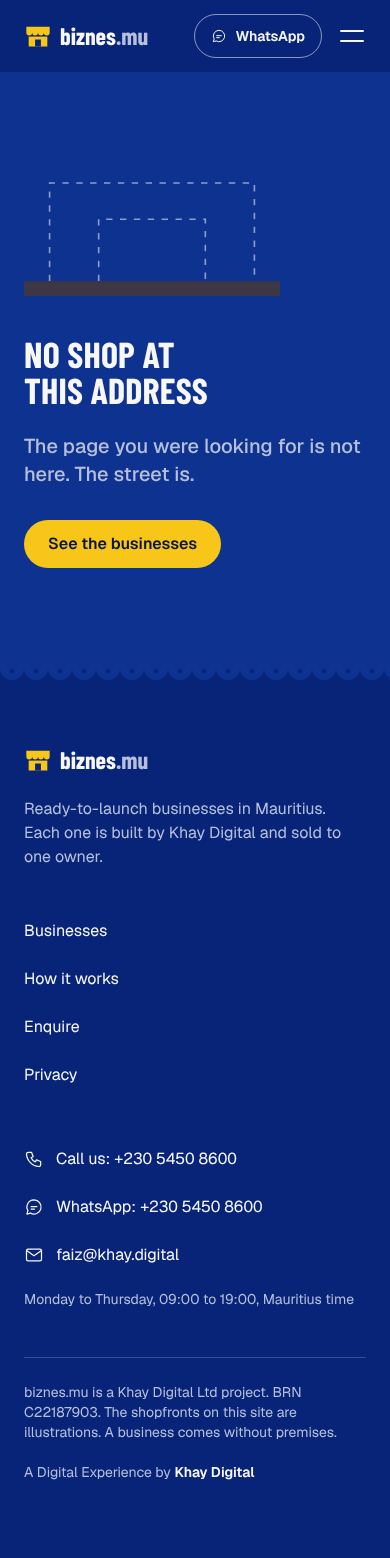 biznes.mu
WhatsApp
NO SHOP AT
THIS ADDRESS
The page you were looking for is not
here. The street is.
See the businesses
biznes.mu
Ready-to-launch businesses in Mauritius.
Each one is built by Khay Digital and sold to
one owner.
Businesses
How it works
Enquire
Privacy
Call us: +230 5450 8600
WhatsApp: +230 5450 8600
faiz@khay.digital
Monday to Thursday, 09:00 to 19:00, Mauritius time
biznes.mu is a Khay Digital Ltd project. BRN
C22187903. The shopfronts on this site are
illustrations. A business comes without premises.
A Digital Experience by Khay Digital